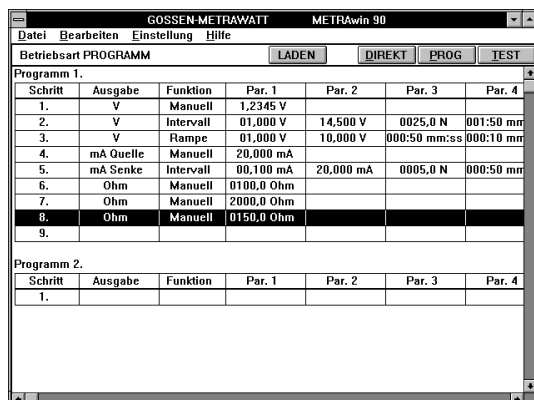 GOSSEN-METRAWATT METRAwin 90
Datei Bearbeiten Einstellung Hilfe
Betriebsart PROGRAMM LADEN DIREKT PROG TEST
Programm 1.
Schritt Ausgabe Funktion Par. 1 Par. 2 Par. 3 Par. 4
1. V Manuell 1,2345 V
2. V Intervall 01,000 V 14,500 V 0025,0 N 001:50 mm
3. V Rampe 01,000 V 10,000 V 000:50 mm:ss 000:10 mm
4. mA Quelle Manuell 20,000 mA
5. mA Senke Intervall 00,100 mA 20,000 mA 0005,0 N 000:50 mm
6. Ohm Manuell 0100,0 Ohm
7. Ohm Manuell 2000,0 Ohm
8. Ohm Manuell 0150,0 Ohm
9.
Programm 2.
Schritt Ausgabe Funktion Par. 1 Par. 2 Par. 3 Par. 4
1.